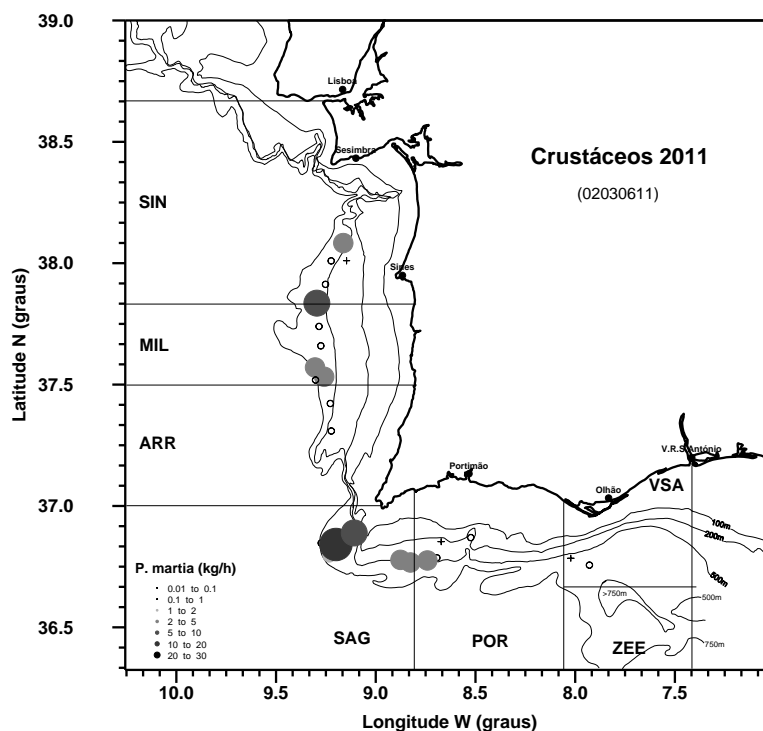 39.0
38.5
38.0
37.5
37.0
36.5
Latitude N (graus)
Lisboa
Sesimbra
Sines
Crustáceos 2011
(02030611)
SIN
MIL
ARR
Portimão
Olhão
V.R.S.António
VSA
100m
200m
500m
>750m
500m
750m
SAG
POR
ZEE
P. martia (kg/h)
0.01 to 0.1
0.1 to 1
1 to 2
2 to 5
5 to 10
10 to 20
20 to 30
10.0
9.5
9.0
8.5
8.0
7.5
Longitude W (graus)